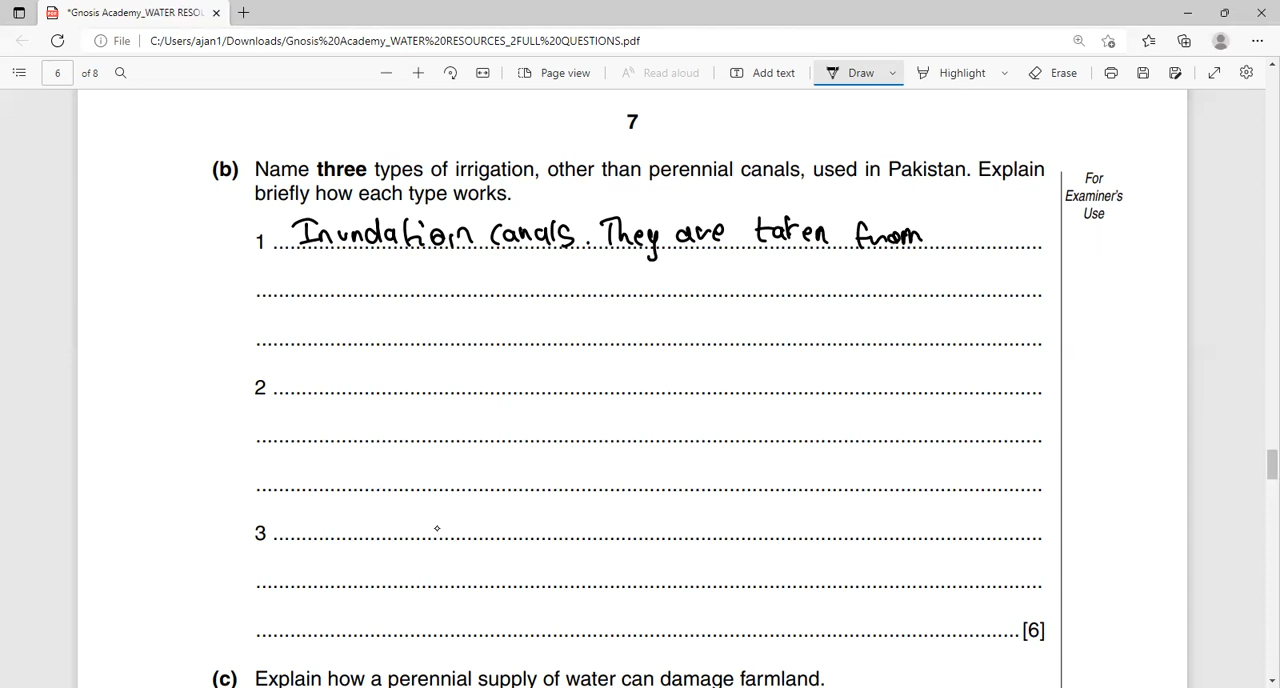 *Gnosis Academy_WATER RESOU
File
C:/Users/ajan1/Downloads/Gnosis%20Academy_WATER%20RESOURCES_2FULL%20QUESTIONS.pdf
6 of 8
Page view
Read aloud
Add text
Draw
Highlight
Erase
7
(b) Name three types of irrigation, other than perennial canals, used in Pakistan. Explain
briefly how each type works.
For
Examiner's
Use
1 Inundation canals. They are taken from
2
3
[6]
(c) Explain how a perennial supply of water can damage farmland.